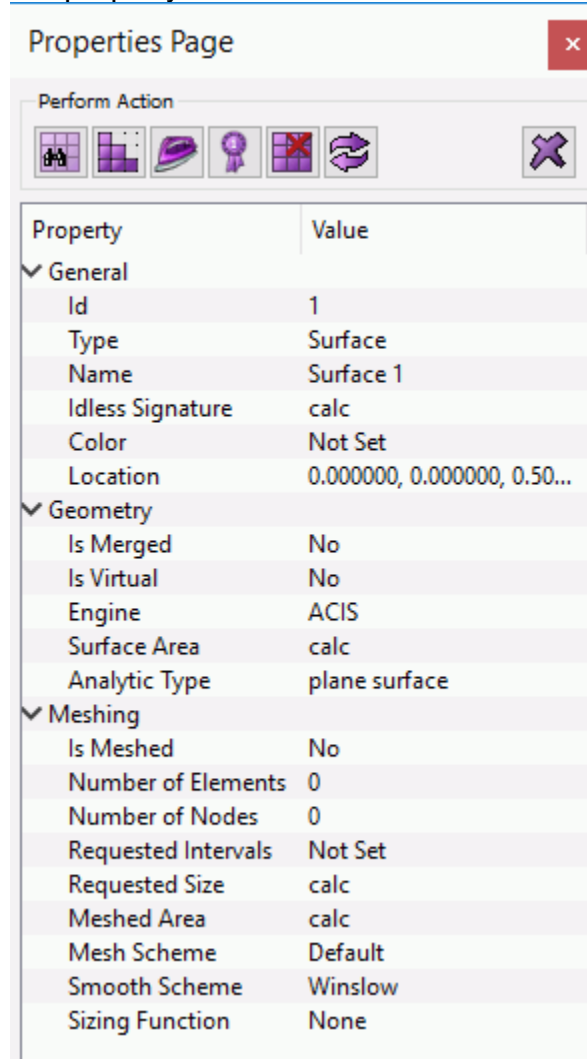 Properties Page
Perform Action
Property Value
General
Id 1
Type Surface
Name Surface 1
Idless Signature calc
Color Not Set
Location 0.000000, 0.000000, 0.50...
Geometry
Is Merged No
Is Virtual No
Engine ACIS
Surface Area calc
Analytic Type plane surface
Meshing
Is Meshed No
Number of Elements 0
Number of Nodes 0
Requested Intervals Not Set
Requested Size calc
Meshed Area calc
Mesh Scheme Default
Smooth Scheme Winslow
Sizing Function None